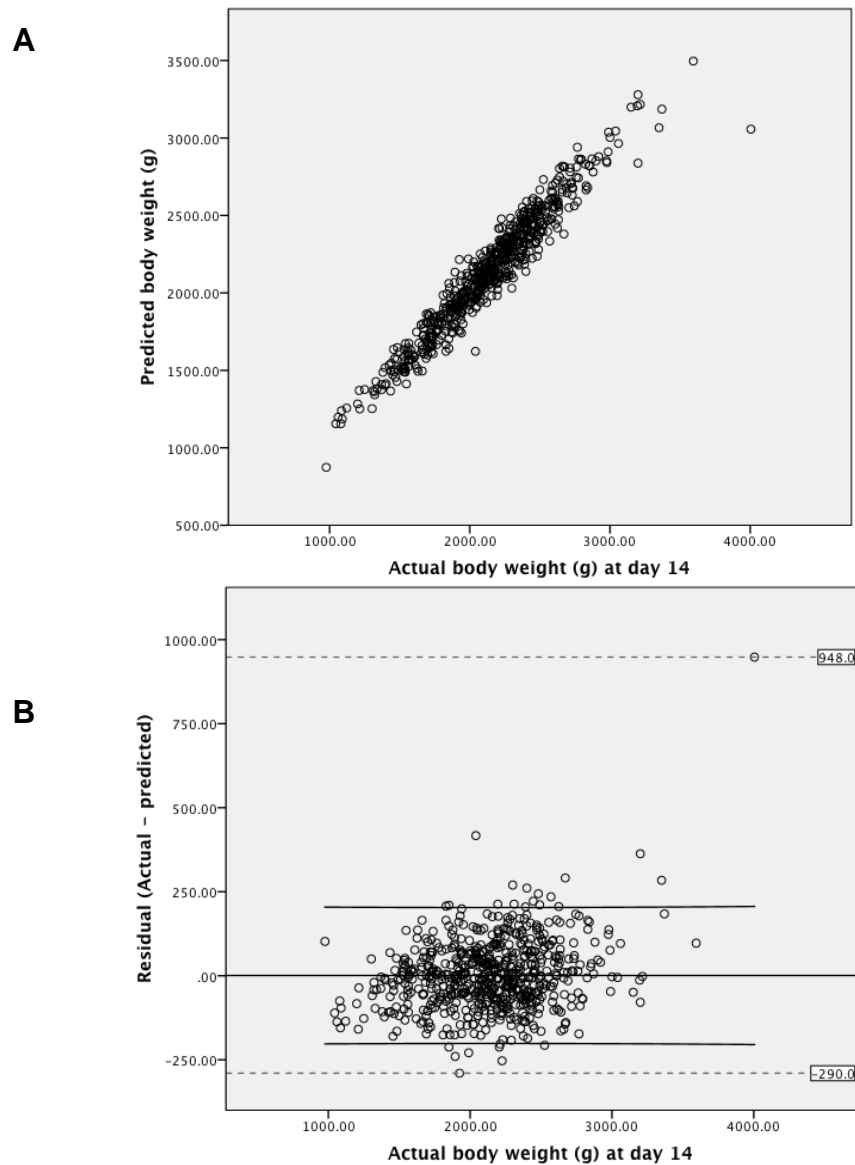 A
Predicted body weight (g)
3500.00
3000.00
2500.00
2000.00
1500.00
1000.00
500.00
1000.00 2000.00 3000.00 4000.00
Actual body weight (g) at day 14
B
Residual (Actual - predicted)
1000.00
750.00
500.00
250.00
.00
-250.00
948.0
-290.0
1000.00 2000.00 3000.00 4000.00
Actual body weight (g) at day 14